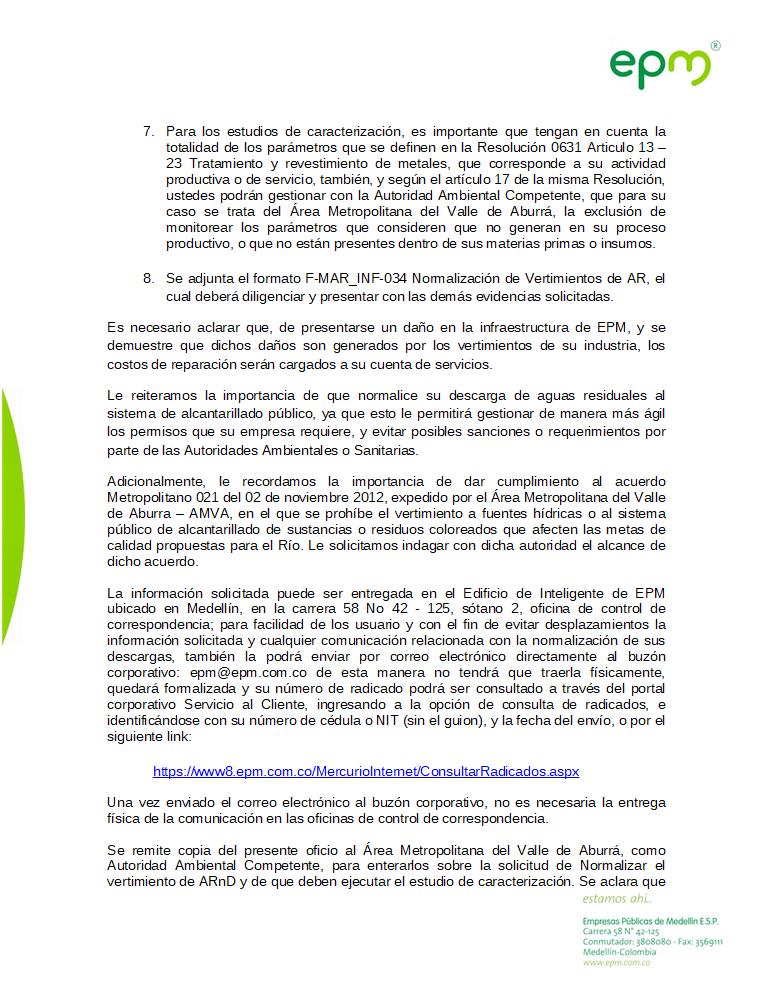 epm®
7. Para los estudios de caracterización, es importante que tengan en cuenta la
totalidad de los parámetros que se definen en la Resolución 0631 Articulo 13 –
23 Tratamiento y revestimiento de metales, que corresponde a su actividad
productiva o de servicio, también, y según el artículo 17 de la misma Resolución,
ustedes podrán gestionar con la Autoridad Ambiental Competente, que para su
caso se trata del Área Metropolitana del Valle de Aburrá, la exclusión de
monitorear los parámetros que consideren que no generan en su proceso
productivo, o que no están presentes dentro de sus materias primas o insumos.
8. Se adjunta el formato F-MAR_INF-034 Normalización de Vertimientos de AR, el
cual deberá diligenciar y presentar con las demás evidencias solicitadas.
Es necesario aclarar que, de presentarse un daño en la infraestructura de EPM, y se
demuestre que dichos daños son generados por los vertimientos de su industria, los
costos de reparación serán cargados a su cuenta de servicios.
Le reiteramos la importancia de que normalice su descarga de aguas residuales al
sistema de alcantarillado público, ya que esto le permitirá gestionar de manera más ágil
los permisos que su empresa requiere, y evitar posibles sanciones o requerimientos por
parte de las Autoridades Ambientales o Sanitarias.
Adicionalmente, le recordamos la importancia de dar cumplimiento al acuerdo
Metropolitano 021 del 02 de noviembre 2012, expedido por el Área Metropolitana del Valle
de Aburra – AMVA, en el que se prohíbe el vertimiento a fuentes hídricas o al sistema
público de alcantarillado de sustancias o residuos coloreados que afecten las metas de
calidad propuestas para el Río. Le solicitamos indagar con dicha autoridad el alcance de
dicho acuerdo.
La información solicitada puede ser entregada en el Edificio de Inteligente de EPM
ubicado en Medellín, en la carrera 58 No 42 - 125, sótano 2, oficina de control de
correspondencia; para facilidad de los usuario y con el fin de evitar desplazamientos la
información solicitada y cualquier comunicación relacionada con la normalización de sus
descargas, también la podrá enviar por correo electrónico directamente al buzón
corporativo: epm@epm.com.co de esta manera no tendrá que traerla físicamente,
quedará formalizada y su número de radicado podrá ser consultado a través del portal
corporativo Servicio al Cliente, ingresando a la opción de consulta de radicados, e
identificándose con su número de cédula o NIT (sin el guion), y la fecha del envío, o por el
siguiente link:
https://www8.epm.com.co/MercurioInternet/ConsultarRadicados.aspx
Una vez enviado el correo electrónico al buzón corporativo, no es necesaria la entrega
física de la comunicación en las oficinas de control de correspondencia.
Se remite copia del presente oficio al Área Metropolitana del Valle de Aburrá, como
Autoridad Ambiental Competente, para enterarlos sobre la solicitud de Normalizar el
vertimiento de ARnD y de que deben ejecutar el estudio de caracterización. Se aclara que
estamos ahí.
Empresas Públicas de Medellín E.S.P.
Carrera 58 N° 42-125
Conmutador: 3808080 - Fax: 3569111
Medellín-Colombia
www.epm.com.co